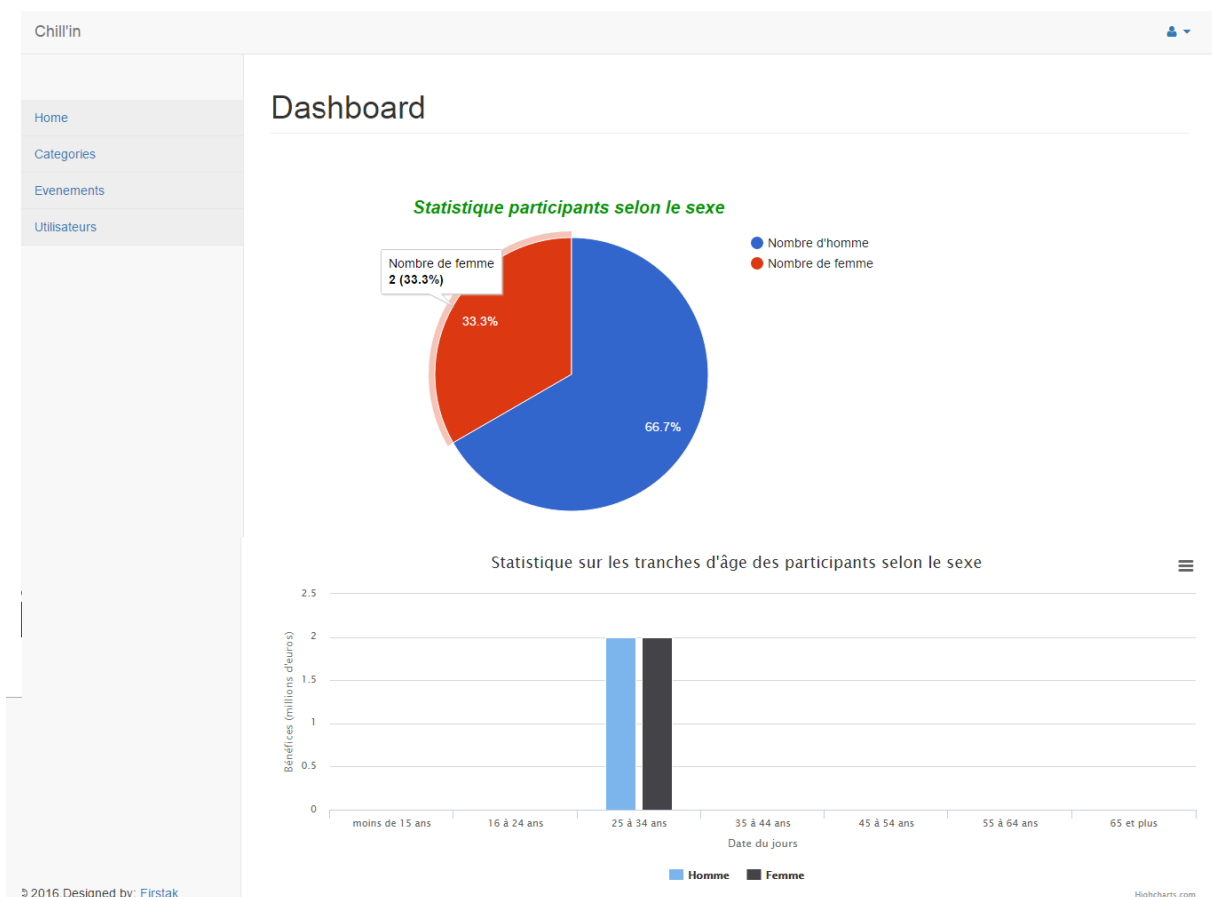 Chill'in
Home
Categories
Evenements
Utilisateurs
Dashboard
Statistique participants selon le sexe
Nombre d'homme
Nombre de femme
Nombre de femme
2 (33.3%)
33.3%
66.7%
Statistique sur les tranches d'âge des participants selon le sexe
Bénéfices (millions d'euros)
2.5
2
1.5
1
0.5
0
moins de 15 ans
16 à 24 ans
25 à 34 ans
35 à 44 ans
45 à 54 ans
55 à 64 ans
65 et plus
Date du jours
Homme
Femme
Highcharts.com
© 2016 Designed by: Firstak